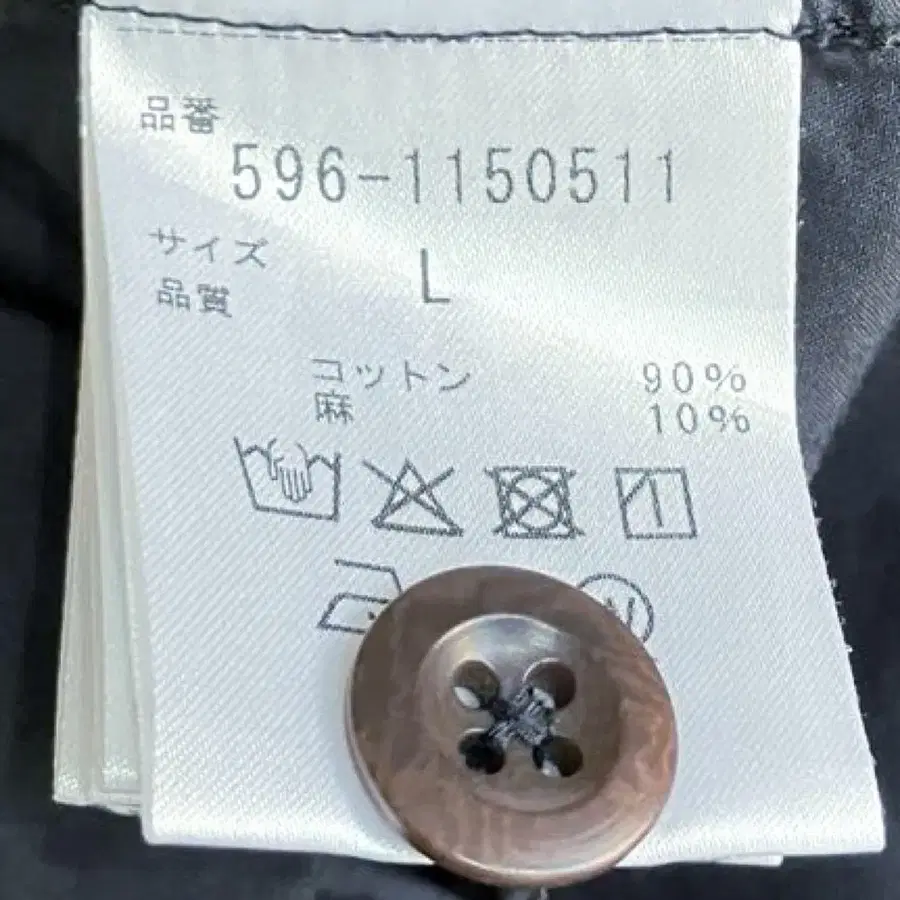 品番
596-1150511
サイズ L
品質
コットン 90%
麻 10%
W